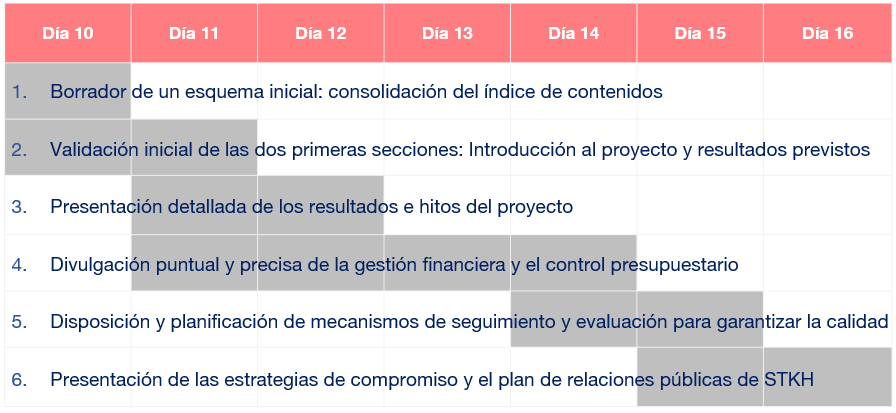 Día 10 Día 11 Día 12 Día 13 Día 14 Día 15 Día 16
1. Borrador de un esquema inicial: consolidación del índice de contenidos
2. Validación inicial de las dos primeras secciones: Introducción al proyecto y resultados previstos
3. Presentación detallada de los resultados e hitos del proyecto
4. Divulgación puntual y precisa de la gestión financiera y el control presupuestario
5. Disposición y planificación de mecanismos de seguimiento y evaluación para garantizar la calidad
6. Presentación de las estrategias de compromiso y el plan de relaciones públicas de STKH